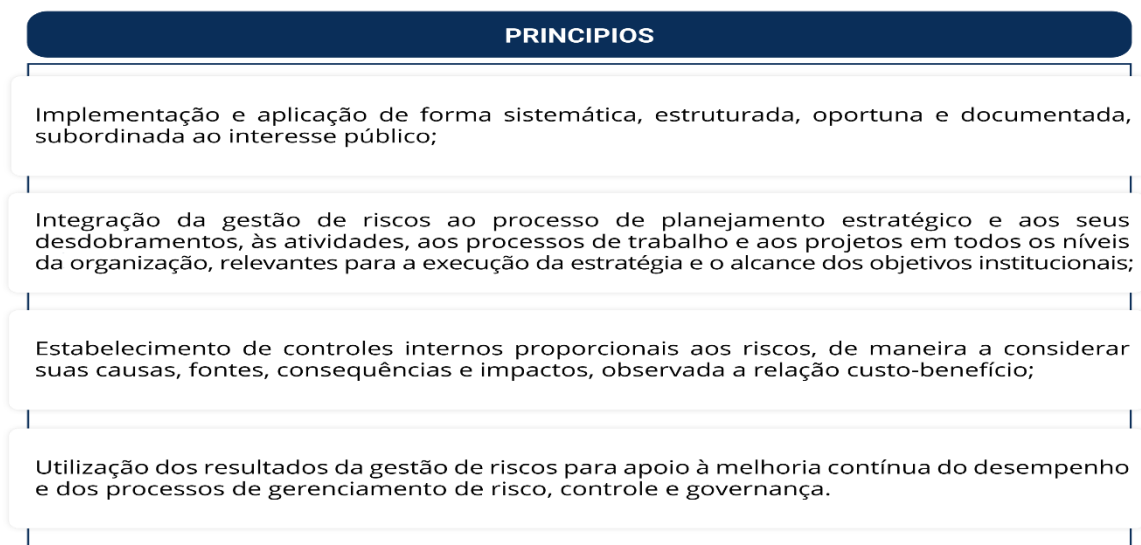 PRINCIPIOS
Implementação e aplicação de forma sistemática, estruturada, oportuna e documentada,
subordinada ao interesse público;
Integração da gestão de riscos ao processo de planejamento estratégico e aos seus
desdobramentos, às atividades, aos processos de trabalho e aos projetos em todos os níveis
da organização, relevantes para a execução da estratégia e o alcance dos objetivos institucionais;
Estabelecimento de controles internos proporcionais aos riscos, de maneira a considerar
suas causas, fontes, consequências e impactos, observada a relação custo-benefício;
Utilização dos resultados da gestão de riscos para apoio à melhoria contínua do desempenho
e dos processos de gerenciamento de risco, controle e governança.